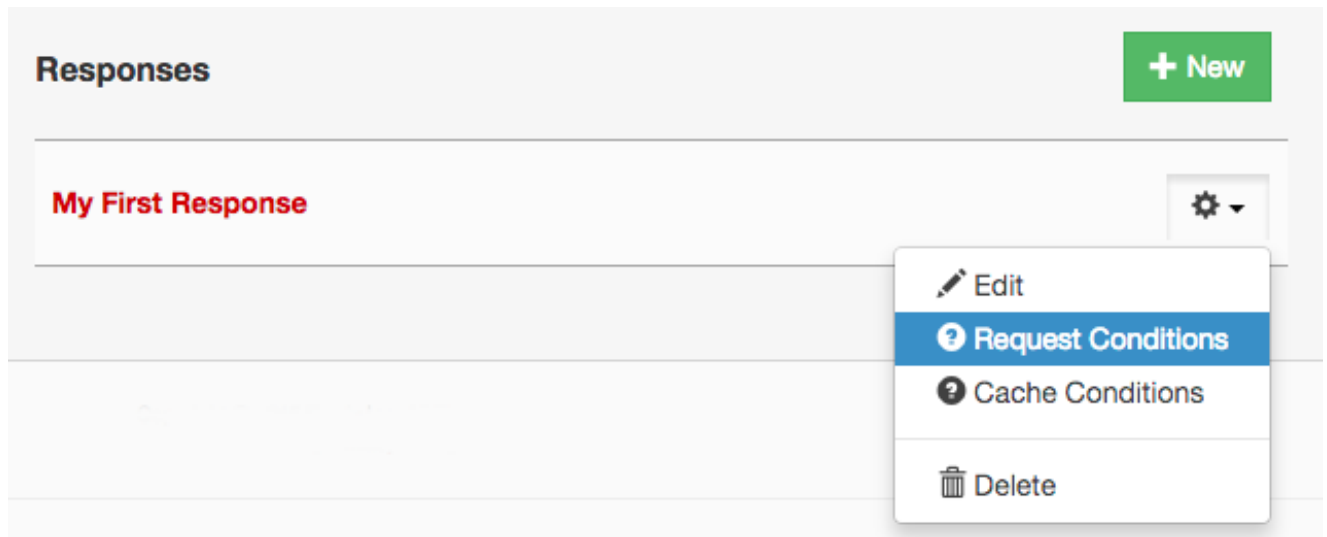 Responses
New
My First Response
Edit
Request Conditions
Cache Conditions
Delete